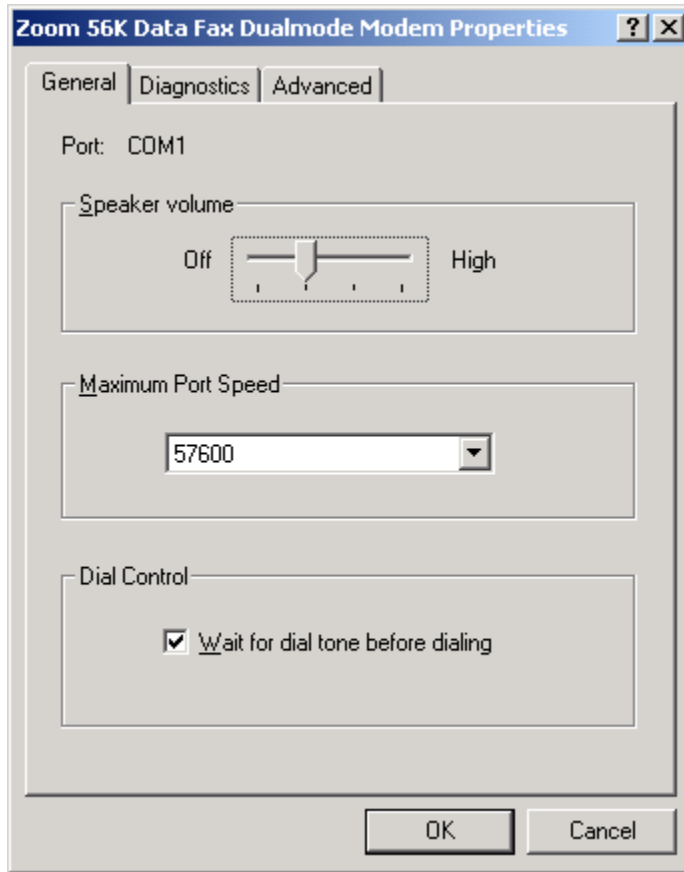 Zoom 56K Data Fax Dualmode Modem Properties ? X
General Diagnostics Advanced
Port: COM1
Speaker volume
Off High
Maximum Port Speed
57600
Dial Control
Wait for dial tone before dialing
OK Cancel